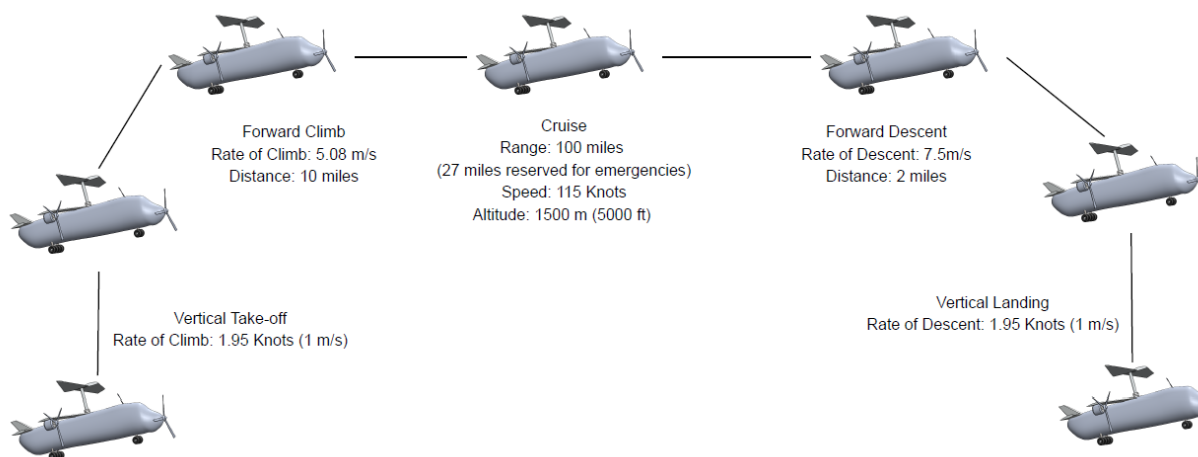 Forward Climb
Rate of Climb: 5.08 m/s
Distance: 10 miles
Cruise
Range: 100 miles
(27 miles reserved for emergencies)
Speed: 115 Knots
Altitude: 1500 m (5000 ft)
Forward Descent
Rate of Descent: 7.5m/s
Distance: 2 miles
Vertical Take-off
Rate of Climb: 1.95 Knots (1 m/s)
Vertical Landing
Rate of Descent: 1.95 Knots (1 m/s)